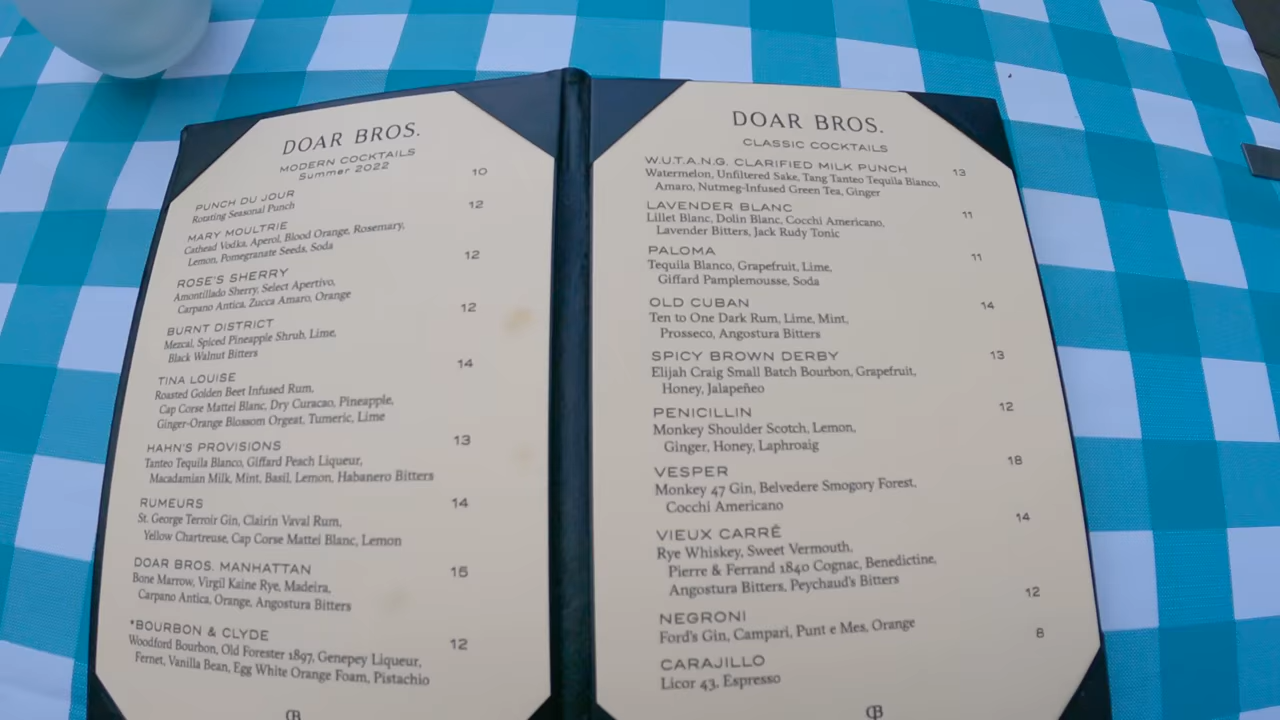 DOAR BROS.
MODERN COCKTAILS
Summer 2022
PUNCH DU JOUR 10
Rotating Seasonal Punch
MARY MOULTRIE 12
Cathead Vodka, Aperol, Blood Orange, Rosemary,
Lemon, Pomegranate Seeds, Soda
ROSE'S SHERRY 12
Amontillado Sherry, Select Apertivo,
Carpano Antica, Zucca Amaro, Orange
BURNT DISTRICT 12
Mezcal, Spiced Pineapple Shrub, Lime,
Black Walnut Bitters
TINA LOUISE 14
Roasted Golden Beet Infused Rum,
Cap Corse Mattei Blanc, Dry Curacao, Pineapple,
Ginger-Orange Blossom Orgeat, Tumeric, Lime
HAHN'S PROVISIONS 13
Tanteo Tequila Blanco, Giffard Peach Liqueur,
Macadamian Milk, Mint, Basil, Lemon, Habanero Bitters
RUMEURS 14
St. George Terroir Gin, Clairin Vaval Rum,
Yellow Chartreuse, Cap Corse Mattei Blanc, Lemon
DOAR BROS. MANHATTAN 15
Bone Marrow, Virgil Kaine Rye, Madeira,
Carpano Antica, Orange, Angostura Bitters
*BOURBON & CLYDE 12
Woodford Bourbon, Old Forester 1897, Genepey Liqueur,
Fernet, Vanilla Bean, Egg White Orange Foam, Pistachio
DB
DOAR BROS.
CLASSIC COCKTAILS
W.U.T.A.N.G. CLARIFIED MILK PUNCH 13
Watermelon, Unfiltered Sake, Tang Tanteo Tequila Blanco,
Amaro, Nutmeg-Infused Green Tea, Ginger
LAVENDER BLANC 11
Lillet Blanc, Dolin Blanc, Cocchi Americano,
Lavender Bitters, Jack Rudy Tonic
PALOMA 11
Tequila Blanco, Grapefruit, Lime,
Giffard Pamplemousse, Soda
OLD CUBAN 14
Ten to One Dark Rum, Lime, Mint,
Prosseco, Angostura Bitters
SPICY BROWN DERBY 13
Elijah Craig Small Batch Bourbon, Grapefruit,
Honey, Jalapeñeo
PENICILLIN 12
Monkey Shoulder Scotch, Lemon,
Ginger, Honey, Laphroaig
VESPER 18
Monkey 47 Gin, Belvedere Smogory Forest,
Cocchi Americano
VIEUX CARRÉ 14
Rye Whiskey, Sweet Vermouth,
Pierre & Ferrand 1840 Cognac, Benedictine,
Angostura Bitters, Peychaud's Bitters
NEGRONI 12
Ford's Gin, Campari, Punt e Mes, Orange
CARAJILLO 8
Licor 43, Espresso
DB